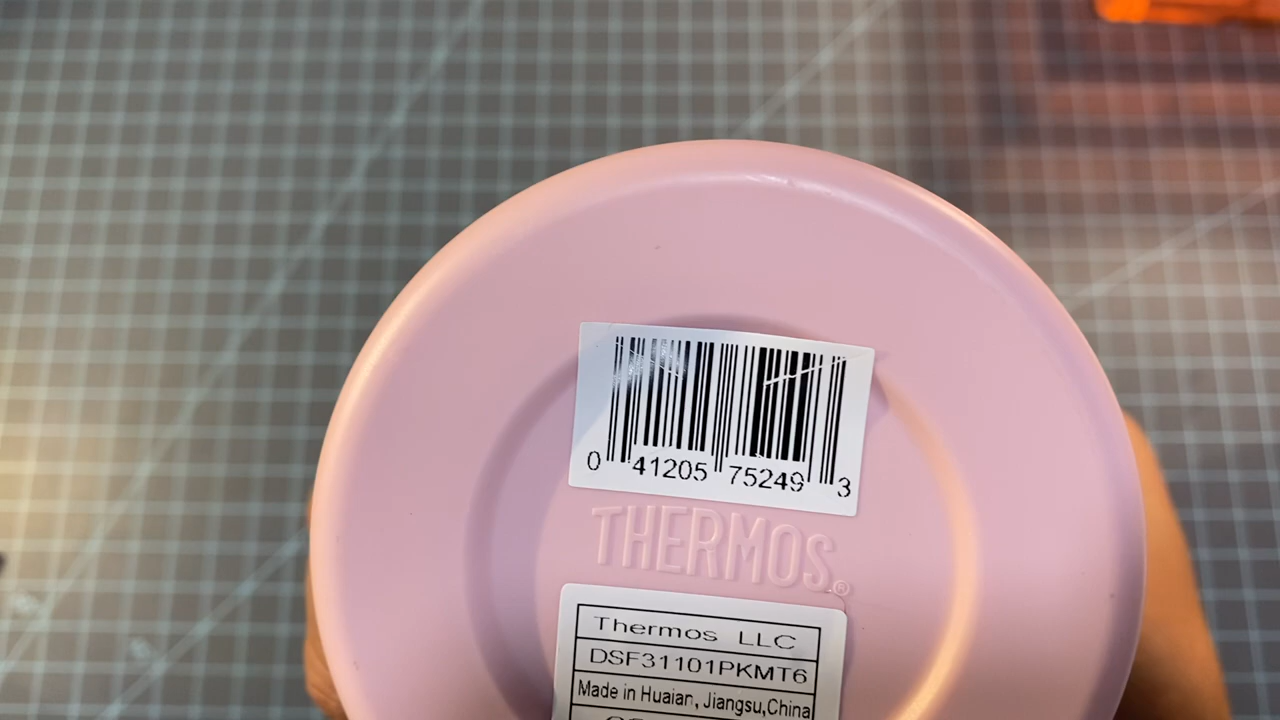 0 41205 75249 3
THERMOS®
Thermos LLC
DSF31101PKMT6
Made in Huaian, Jiangsu,China